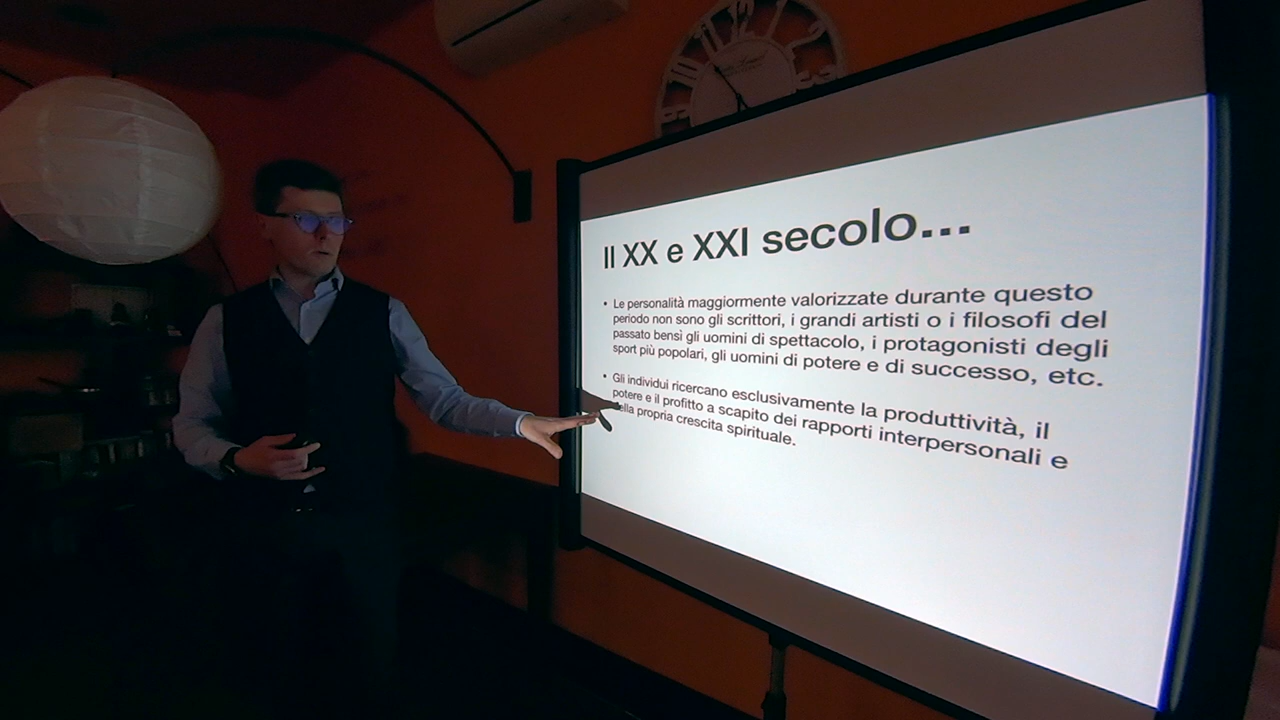 Il XX e XXI secolo...
• Le personalità maggiormente valorizzate durante questo
periodo non sono gli scrittori, i grandi artisti o i filosofi del
passato bensì gli uomini di spettacolo, i protagonisti degli
sport più popolari, gli uomini di potere e di successo, etc.
• Gli individui ricercano esclusivamente la produttività, il
potere e il profitto a scapito dei rapporti interpersonali e
della propria crescita spirituale.